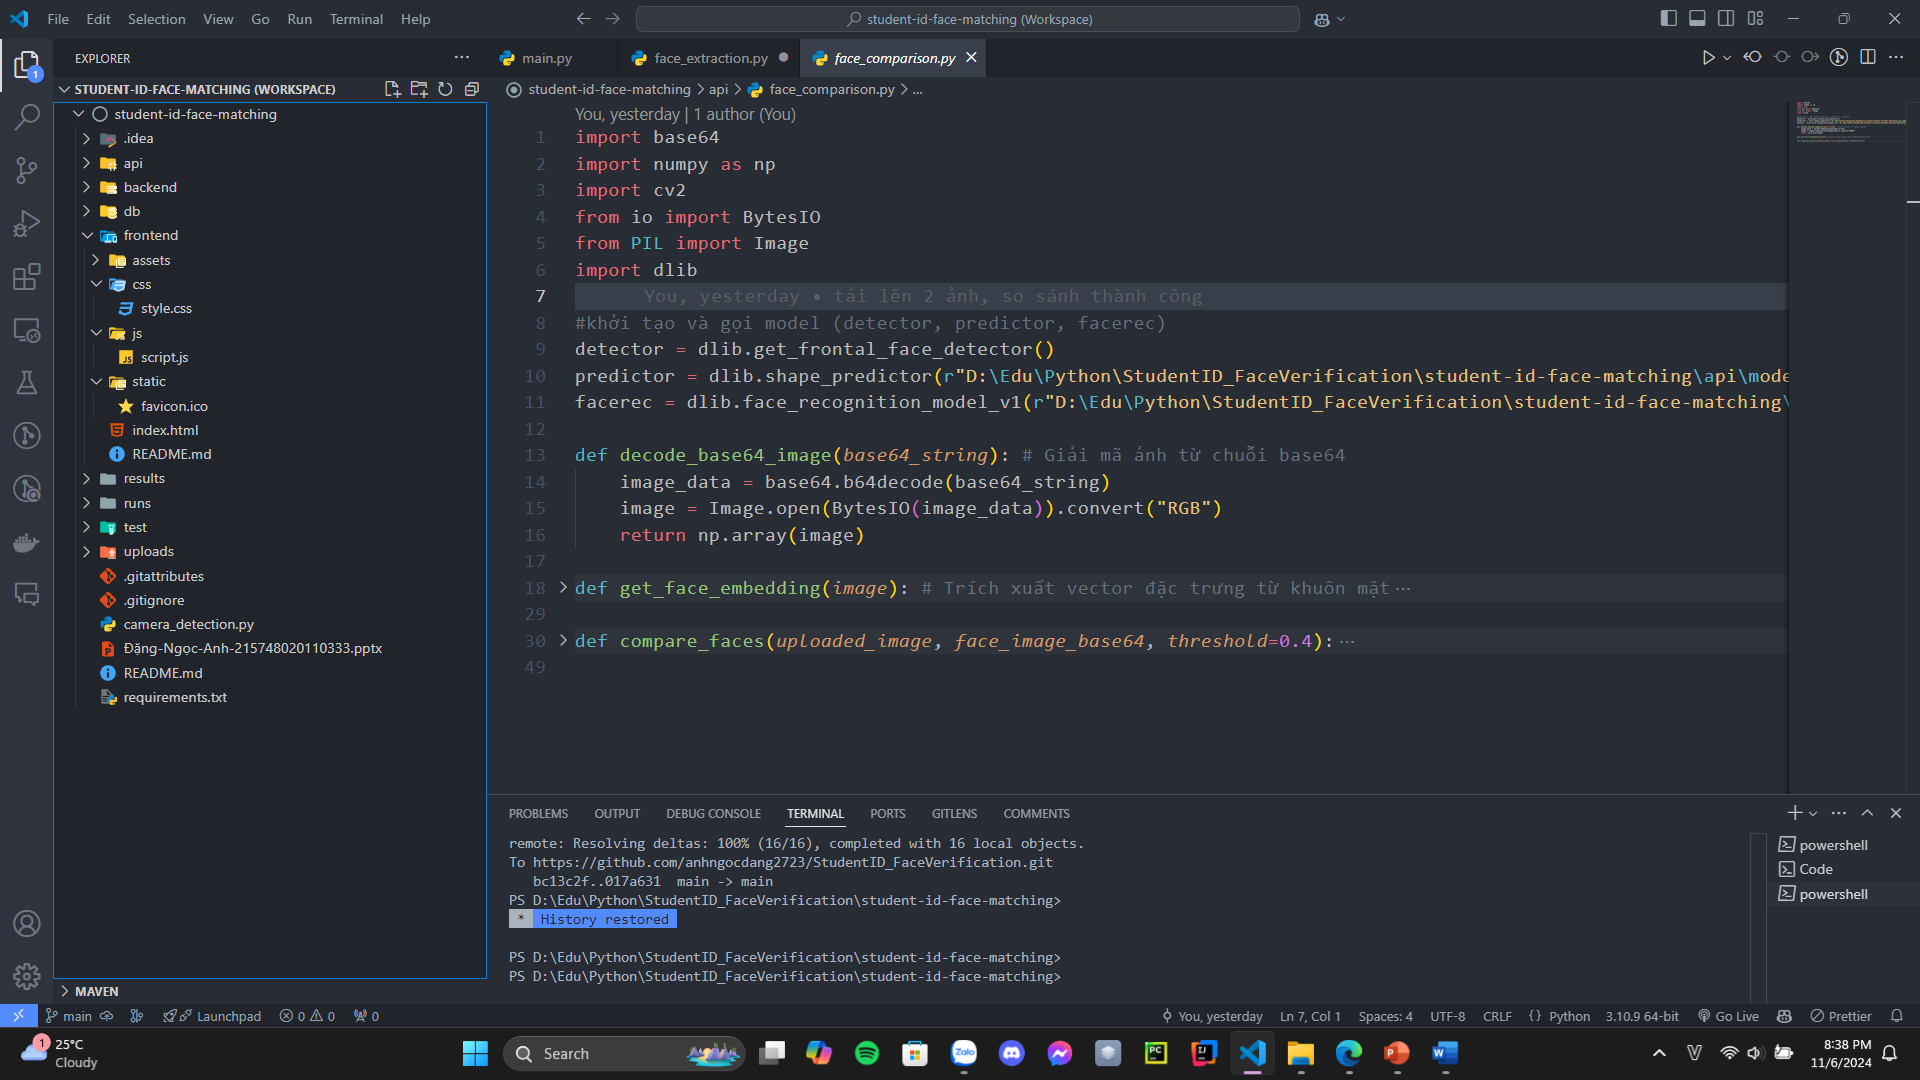 File Edit Selection View Go Run Terminal Help
student-id-face-matching (Workspace)
EXPLORER
main.py
face_extraction.py
face_comparison.py
STUDENT-ID-FACE-MATCHING (WORKSPACE)
student-id-face-matching > api > face_comparison.py > ...
student-id-face-matching
.idea
api
backend
db
frontend
assets
css
style.css
js
script.js
static
favicon.ico
index.html
README.md
results
runs
test
uploads
.gitattributes
.gitignore
camera_detection.py
Đặng-Ngọc-Anh-215748020110333.pptx
README.md
requirements.txt
MAVEN
You, yesterday | 1 author (You)
1 import base64
2 import numpy as np
3 import cv2
4 from io import BytesIO
5 from PIL import Image
6 import dlib
7 You, yesterday • tải lên 2 ảnh, so sánh thành công
8 #khởi tạo và gọi model (detector, predictor, facerec)
9 detector = dlib.get_frontal_face_detector()
10 predictor = dlib.shape_predictor(r"D:\Edu\Python\StudentID_FaceVerification\student-id-face-matching\api\mode
11 facerec = dlib.face_recognition_model_v1(r"D:\Edu\Python\StudentID_FaceVerification\student-id-face-matching\
12
13 def decode_base64_image(base64_string): # Giải mã ảnh từ chuỗi base64
14 image_data = base64.b64decode(base64_string)
15 image = Image.open(BytesIO(image_data)).convert("RGB")
16 return np.array(image)
17
18 def get_face_embedding(image): # Trích xuất vector đặc trưng từ khuôn mặt ...
29
30 def compare_faces(uploaded_image, face_image_base64, threshold=0.4): ...
49
PROBLEMS OUTPUT DEBUG CONSOLE TERMINAL PORTS GITLENS COMMENTS
remote: Resolving deltas: 100% (16/16), completed with 16 local objects.
To https://github.com/anhngocdang2723/StudentID_FaceVerification.git
bc13c2f..017a631 main -> main
PS D:\Edu\Python\StudentID_FaceVerification\student-id-face-matching>
* History restored
PS D:\Edu\Python\StudentID_FaceVerification\student-id-face-matching>
PS D:\Edu\Python\StudentID_FaceVerification\student-id-face-matching>
powershell
Code
powershell
main Launchpad 0 0 0
You, yesterday Ln 7, Col 1 Spaces: 4 UTF-8 CRLF {} Python 3.10.9 64-bit Go Live Prettier
1
25°C
Cloudy
Search
Zalo
8:38 PM
11/6/2024